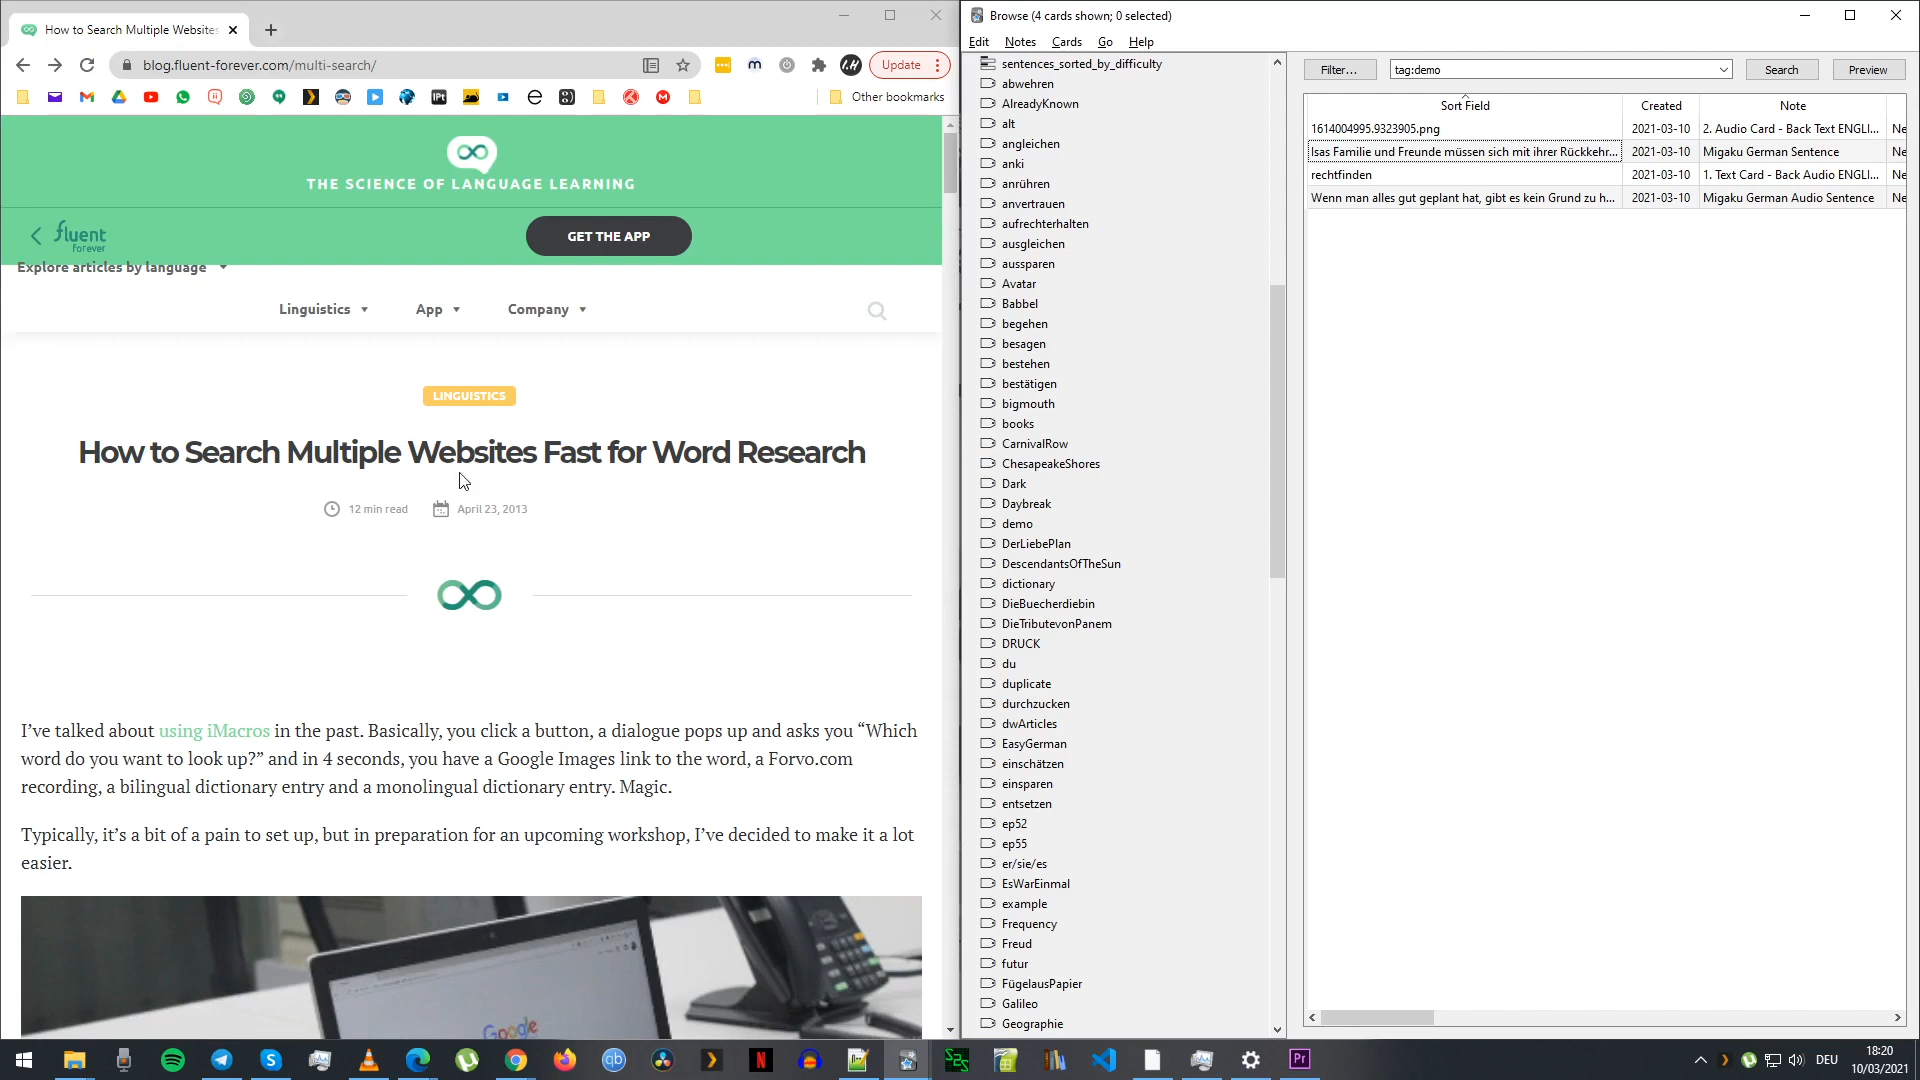 How to Search Multiple Websites
blog.fluent-forever.com/multi-search/
Update
Other bookmarks
THE SCIENCE OF LANGUAGE LEARNING
fluent
forever
GET THE APP
Explore articles by language
Linguistics
App
Company
LINGUISTICS
How to Search Multiple Websites Fast for Word Research
12 min read
April 23, 2013
I've talked about using iMacros in the past. Basically, you click a button, a dialogue pops up and asks you “Which
word do you want to look up?” and in 4 seconds, you have a Google Images link to the word, a Forvo.com
recording, a bilingual dictionary entry and a monolingual dictionary entry. Magic.
Typically, it's a bit of a pain to set up, but in preparation for an upcoming workshop, I've decided to make it a lot
easier.
Google
Browse (4 cards shown; 0 selected)
Edit Notes Cards Go Help
sentences_sorted_by_difficulty
abwehren
AlreadyKnown
alt
angleichen
anki
anrühren
anvertrauen
aufrechterhalten
ausgleichen
aussparen
Avatar
Babbel
begehen
besagen
bestehen
bestätigen
bigmouth
books
CarnivalRow
ChesapeakeShores
Dark
Daybreak
demo
DerLiebePlan
DescendantsOfTheSun
dictionary
DieBuecherdiebin
DieTributevonPanem
DRUCK
du
duplicate
durchzucken
dwArticles
EasyGerman
einschätzen
einsparen
entsetzen
ep52
ep55
er/sie/es
EsWarEinmal
example
Frequency
Freud
futur
FügelausPapier
Galileo
Geographie
Filter...
tag:demo
Search
Preview
Sort Field Created Note
1614004995.9323905.png 2021-03-10 2. Audio Card - Back Text ENGLI... Ne
Isas Familie und Freunde müssen sich mit ihrer Rückkehr... 2021-03-10 Migaku German Sentence Ne
rechtfinden 2021-03-10 1. Text Card - Back Audio ENGLI... Ne
Wenn man alles gut geplant hat, gibt es kein Grund zu h... 2021-03-10 Migaku German Audio Sentence Ne
DEU
18:20
10/03/2021